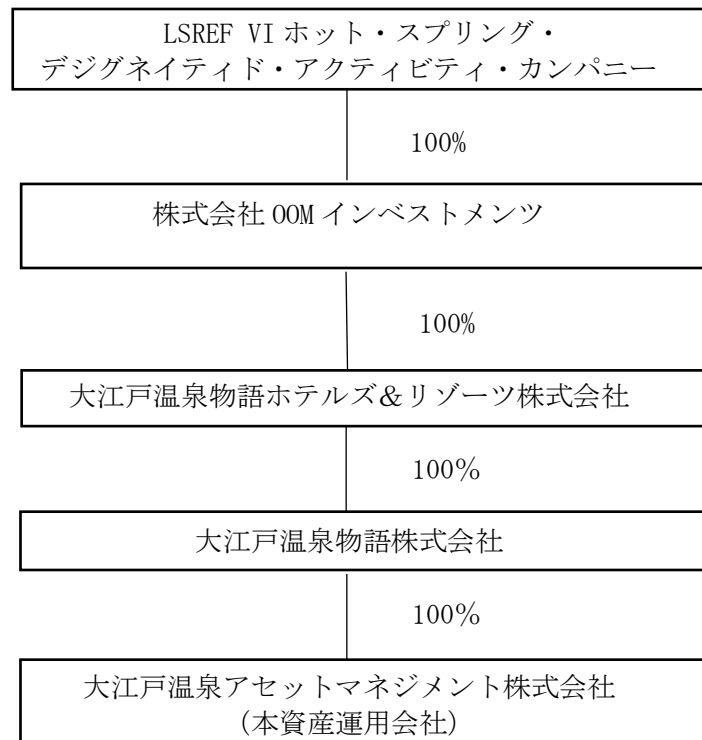 LSREF VI ホット・スプリング・
デジグネイティド・アクティビティ・カンパニー
100%
株式会社 OOM インベストメンツ
100%
大江戸温泉物語ホテルズ＆リゾーツ株式会社
100％
大江戸温泉物語株式会社
100％
大江戸温泉アセットマネジメント株式会社
（本資産運用会社）